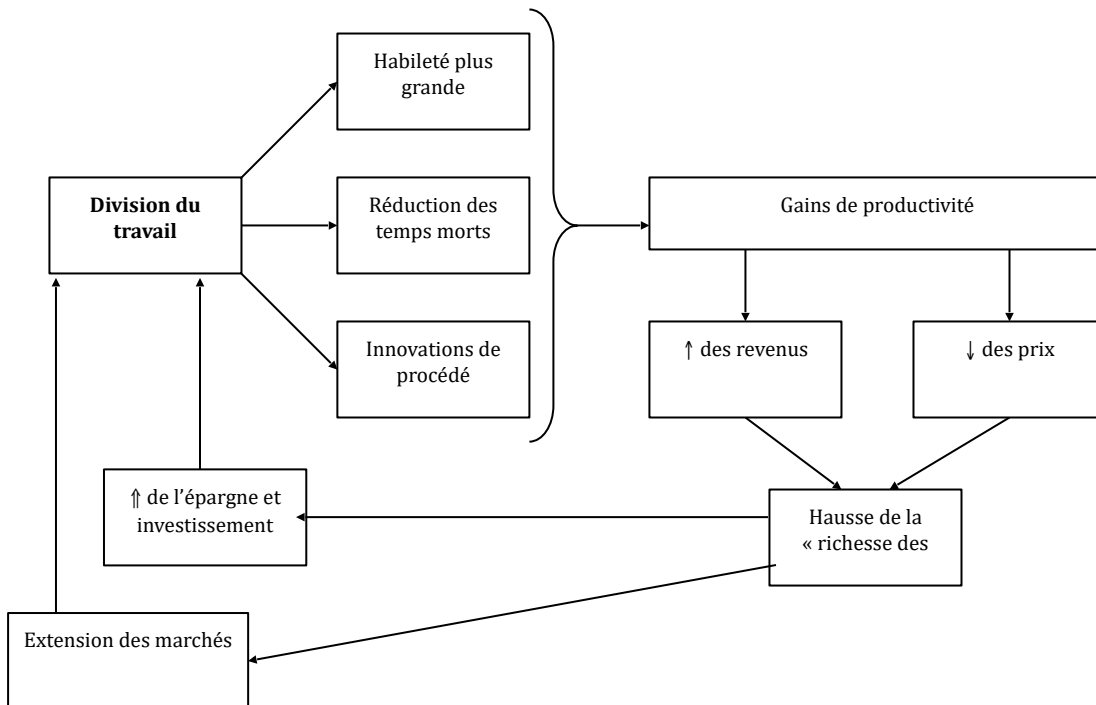 Habileté plus
grande
Division du
travail
Réduction des
temps morts
Gains de productivité
Innovations de
procédé
↑ des revenus
↓ des prix
⇑ de l’épargne et
investissement
Hausse de la
« richesse des
Extension des marchés